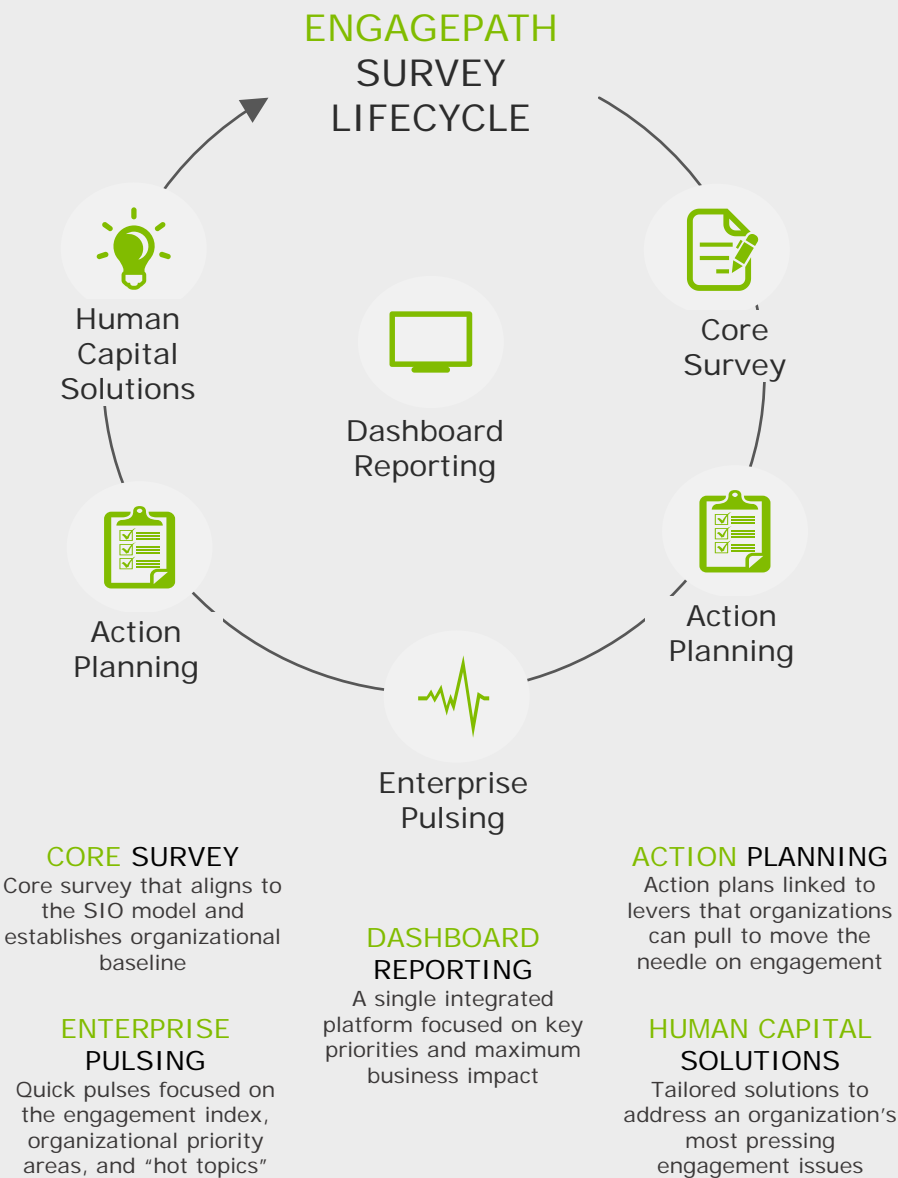 ENGAGEPATH
SURVEY
LIFECYCLE
Human
Capital
Solutions
Core
Survey
Dashboard
Reporting
Action
Planning
Action
Planning
Enterprise
Pulsing
CORE SURVEY
Core survey that aligns to
the SIO model and
establishes organizational
baseline
ENTERPRISE
PULSING
Quick pulses focused on
the engagement index,
organizational priority
areas, and “hot topics”
DASHBOARD
REPORTING
A single integrated
platform focused on key
priorities and maximum
business impact
ACTION PLANNING
Action plans linked to
levers that organizations
can pull to move the
needle on engagement
HUMAN CAPITAL
SOLUTIONS
Tailored solutions to
address an organization’s
most pressing
engagement issues